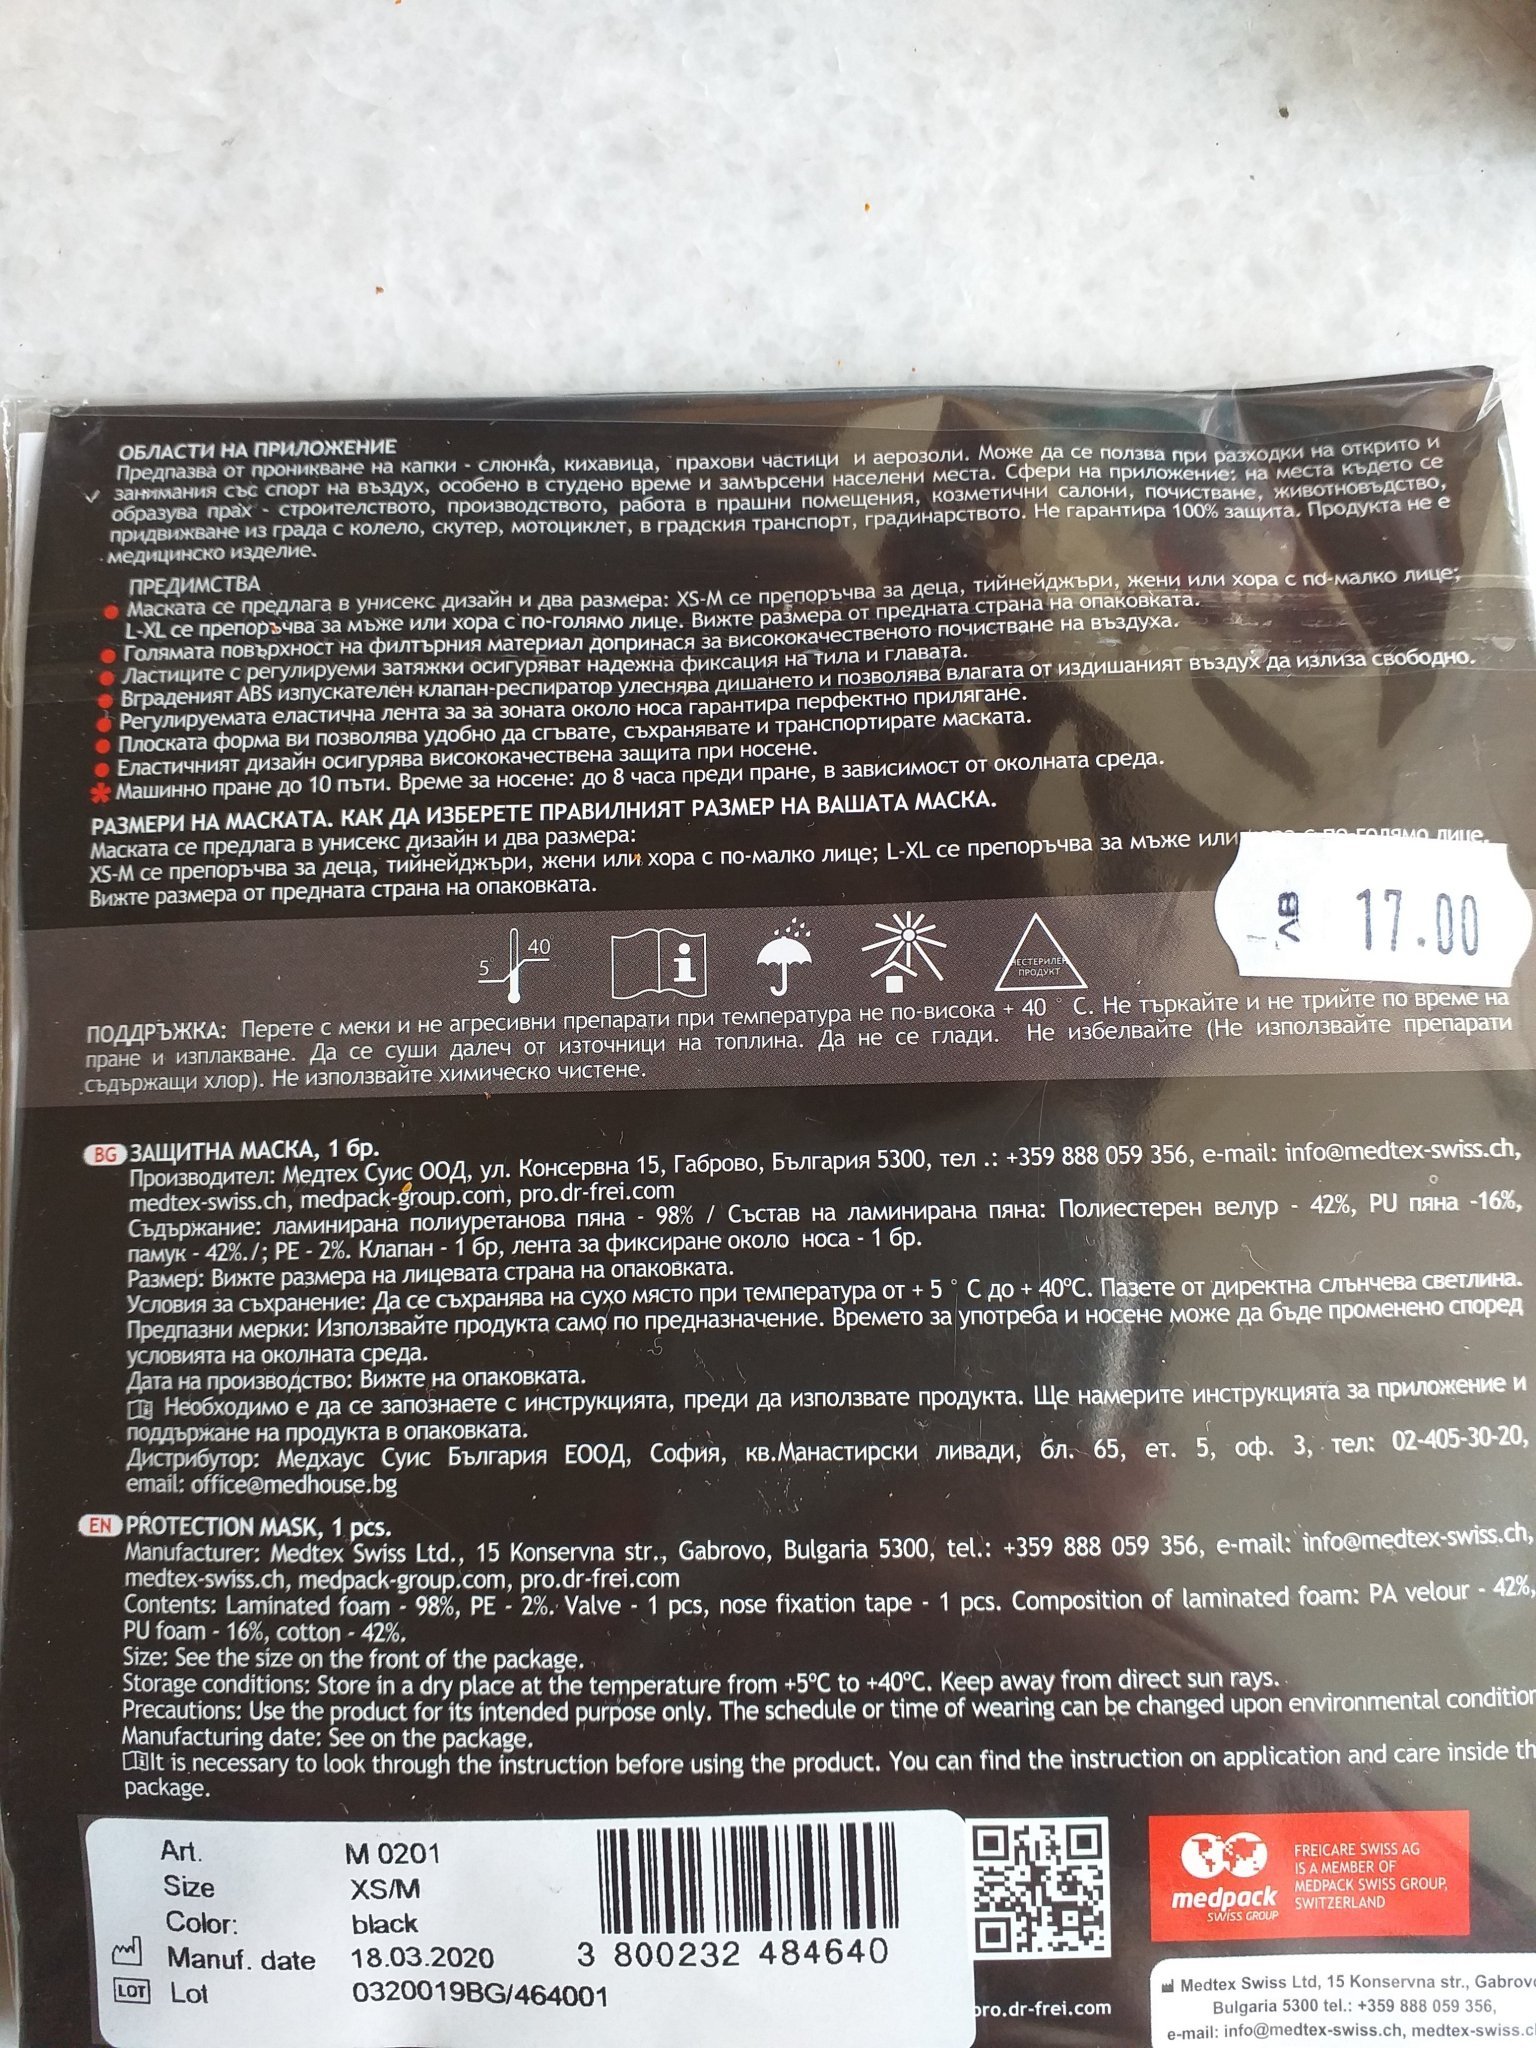 ОБЛАСТИ НА ПРИЛОЖЕНИЕ
Предпазва от проникване на капки - слюнка, кихавица, прахови частици и аерозоли. Може да се ползва при разходки на открито и
занимания със спорт на въздух, особено в студено време и замърсени населени места. Сфери на приложение: на места където се
образува прах - строителството, производството, работа в прашни помещения, козметични салони, почистване, животновъдство,
придвижване из града с колело, скутер, мотоциклет, в градския транспорт, градинарството. Не гарантира 100% защита. Продукта не е
медицинско изделие.
ПРЕДИМСТВА
Маската се предлага в унисекс дизайн и два размера: XS-M се препоръчва за деца, тийнейджъри, жени или хора с по-малко лице;
L-XL се препоръчва за мъже или хора с по-голямо лице. Вижте размера от предната страна на опаковката.
Голямата повърхност на филтърния материал допринася за висококачественото почистване на въздуха.
Ластиците с регулируеми затяжки осигуряват надеждна фиксация на тила и главата.
Вграденият ABS изпускателен клапан-респиратор улеснява дишането и позволява влагата от издишаният въздух да излиза свободно.
Регулируемата еластична лента за за зоната около носа гарантира перфектно прилягане.
Плоската форма ви позволява удобно да сгъвате, съхранявате и транспортирате маската.
Еластичният дизайн осигурява висококачествена защита при носене.
* Машинно пране до 10 пъти. Време за носене: до 8 часа преди пране, в зависимост от околната среда.
РАЗМЕРИ НА МАСКАТА. КАК ДА ИЗБЕРЕТЕ ПРАВИЛНИЯТ РАЗМЕР НА ВАШАТА МАСКА.
Маската се предлага в унисекс дизайн и два размера:
XS-M се препоръчва за деца, тийнейджъри, жени или хора с по-малко лице; L-XL се препоръчва за мъже или хора с по-голямо лице.
Вижте размера от предната страна на опаковката.
ЛВ 17.00
5° 40°
НЕСТЕРИЛЕН
ПРОДУКТ
ПОДДРЪЖКА: Перете с меки и не агресивни препарати при температура не по-висока + 40 ° C. Не търкайте и не трийте по време на
пране и изплакване. Да се суши далеч от източници на топлина. Да не се глади. Не избелвайте (Не използвайте препарати
съдържащи хлор). Не използвайте химическо чистене.
BG ЗАЩИТНА МАСКА, 1 бр.
Производител: Медтех Суис ООД, ул. Консервна 15, Габрово, България 5300, тел .: +359 888 059 356, e-mail: info@medtex-swiss.ch,
medtex-swiss.ch, medpack-group.com, pro.dr-frei.com
Съдържание: ламинирана полиуретанова пяна - 98% / Състав на ламинирана пяна: Полиестерен велур - 42%, PU пяна -16%,
памук - 42%./; PE - 2%. Клапан - 1 бр, лента за фиксиране около носа - 1 бр.
Размер: Вижте размера на лицевата страна на опаковката.
Условия за съхранение: Да се съхранява на сухо място при температура от + 5 ° C до + 40°C. Пазете от директна слънчева светлина.
Предпазни мерки: Използвайте продукта само по предназначение. Времето за употреба и носене може да бъде променено според
условията на околната среда.
Дата на производство: Вижте на опаковката.
Необходимо е да се запознаете с инструкцията, преди да използвате продукта. Ще намерите инструкцията за приложение и
поддържане на продукта в опаковката.
Дистрибутор: Медхаус Суис България ЕООД, София, кв.Манастирски ливади, бл. 65, ет. 5, оф. 3, тел: 02-405-30-20,
email: office@medhouse.bg
EN PROTECTION MASK, 1 pcs.
Manufacturer: Medtex Swiss Ltd., 15 Konservna str., Gabrovo, Bulgaria 5300, tel.: +359 888 059 356, e-mail: info@medtex-swiss.ch,
medtex-swiss.ch, medpack-group.com, pro.dr-frei.com
Contents: Laminated foam - 98%, PE - 2%. Valve - 1 pcs, nose fixation tape - 1 pcs. Composition of laminated foam: PA velour - 42%,
PU foam - 16%, cotton - 42%.
Size: See the size on the front of the package.
Storage conditions: Store in a dry place at the temperature from +5°C to +40°C. Keep away from direct sun rays.
Precautions: Use the product for its intended purpose only. The schedule or time of wearing can be changed upon environmental condition
Manufacturing date: See on the package.
It is necessary to look through the instruction before using the product. You can find the instruction on application and care inside th
package.
Art. M 0201
Size XS/M
Color: black
Manuf. date 18.03.2020
LOT Lot 0320019BG/464001
3 800232 484640
pro.dr-frei.com
medpack
SWISS GROUP
FREICARE SWISS AG
IS A MEMBER OF
MEDPACK SWISS GROUP,
SWITZERLAND
Medtex Swiss Ltd, 15 Konservna str., Gabrovo
Bulgaria 5300 tel.: +359 888 059 356,
e-mail: info@medtex-swiss.ch, medtex-swiss.c